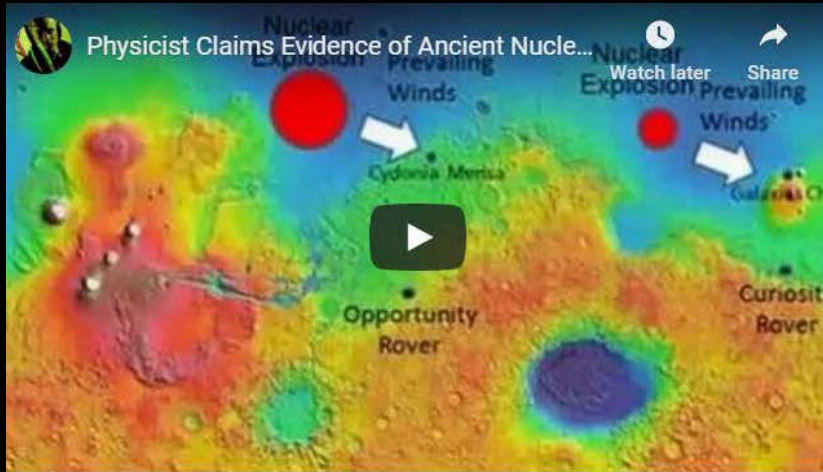 Physicist Claims Evidence of Ancient Nucle...
Watch later
Share
Nuclear
Explosion
Prevailing
Winds
Nuclear
Explosion
Prevailing
Winds
Cydonia Mensa
Opportunity
Rover
Curiosit
Rover